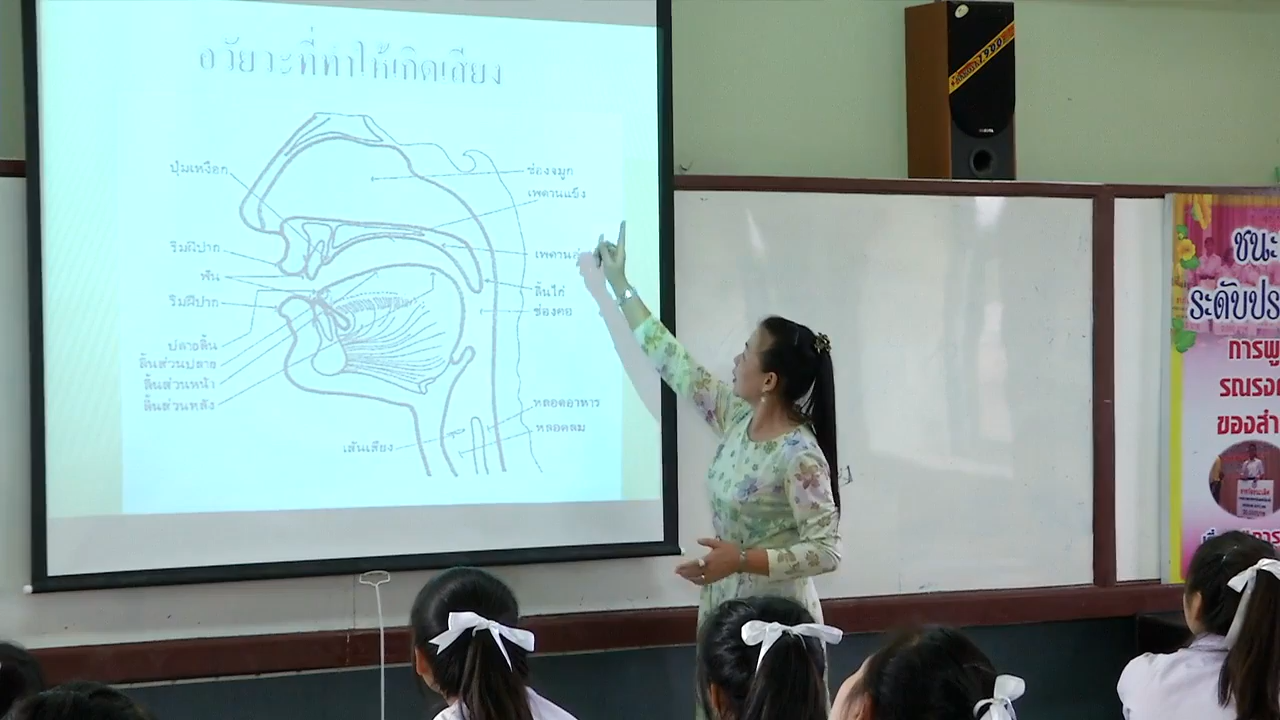 อวัยวะที่ทำให้เกิดเสียง
ปุ่มเหงือก
ช่องจมูก
เพดานแข็ง
ริมฝีปาก
เพดานอ่
ฟัน
ลิ้นไก่
ริมฝีปาก
ช่องคอ
ปลายลิ้น
ลิ้นส่วนปลาย
ลิ้นส่วนหน้า
ลิ้นส่วนหลัง
หลอดอาหาร
หลอดลม
เส้นเสียง
1900
ชนะ
ระดับประ
การพู
รณรง
ของสำ